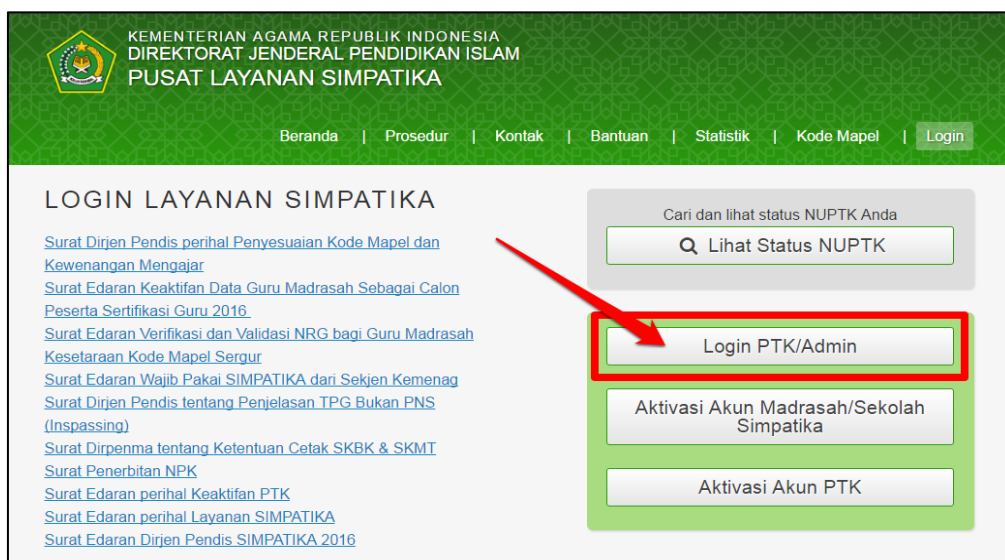 KEMENTERIAN AGAMA REPUBLIK INDONESIA
DIREKTORAT JENDERAL PENDIDIKAN ISLAM
PUSAT LAYANAN SIMPATIKA
Beranda | Prosedur | Kontak | Bantuan | Statistik | Kode Mapel | Login
LOGIN LAYANAN SIMPATIKA
Surat Dirjen Pendis perihal Penyesuaian Kode Mapel dan
Kewenangan Mengajar
Surat Edaran Keaktifan Data Guru Madrasah Sebagai Calon
Peserta Sertifikasi Guru 2016
Surat Edaran Verifikasi dan Validasi NRG bagi Guru Madrasah
Kesetaraan Kode Mapel Sergur
Surat Edaran Wajib Pakai SIMPATIKA dari Sekjen Kemenag
Surat Dirjen Pendis tentang Penjelasan TPG Bukan PNS
(Inspassing)
Surat Dirpenma tentang Ketentuan Cetak SKBK & SKMT
Surat Penerbitan NPK
Surat Edaran perihal Keaktifan PTK
Surat Edaran perihal Layanan SIMPATIKA
Surat Edaran Dirjen Pendis SIMPATIKA 2016
Cari dan lihat status NUPTK Anda
Lihat Status NUPTK
Login PTK/Admin
Aktivasi Akun Madrasah/Sekolah
Simpatika
Aktivasi Akun PTK